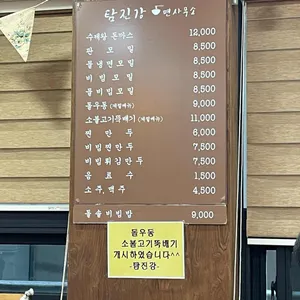 탐진강 면사무소
수제왕 돈까스 12,000
판모밀 8,500
물냉면모밀 8,500
비빔모밀 8,500
물비빔모밀 8,500
돔우동 (계절메뉴) 9,000
소불고기뚝배기 (계절메뉴) 11,000
면만두 6,000
비빔면만두 7,500
비빔튀김만두 7,500
음료수 1,500
소주, 맥주 4,500
돌솥비빔밥 9,000
돔우동
소불고기뚝배기
개시하였습니다^^
-탐진강-